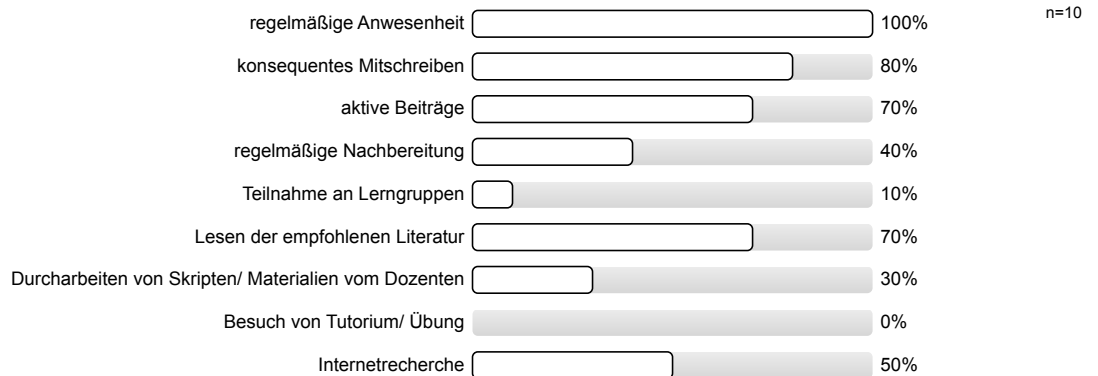 regelmäßige Anwesenheit 100% n=10
konsequentes Mitschreiben 80%
aktive Beiträge 70%
regelmäßige Nachbereitung 40%
Teilnahme an Lerngruppen 10%
Lesen der empfohlenen Literatur 70%
Durcharbeiten von Skripten/ Materialien vom Dozenten 30%
Besuch von Tutorium/ Übung 0%
Internetrecherche 50%